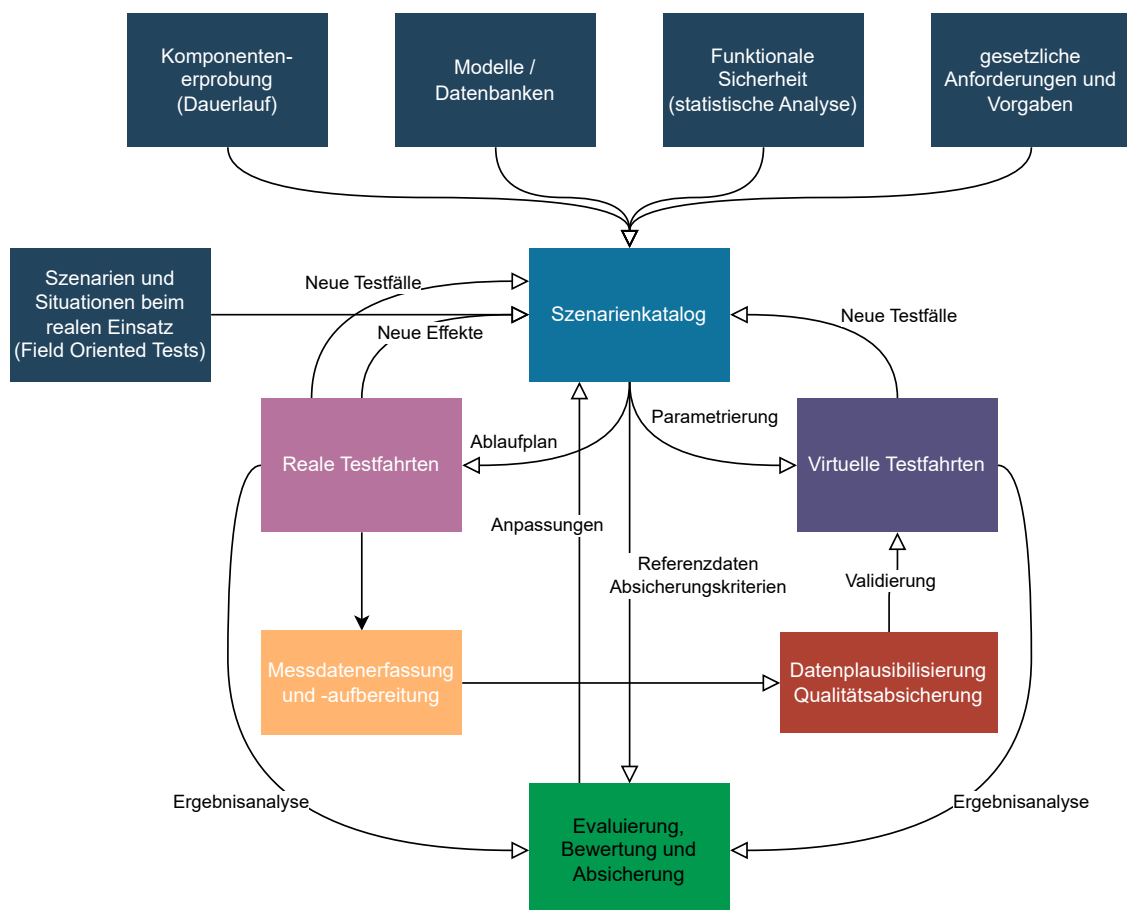 Komponenten-
erprobung
(Dauerlauf)
Modelle /
Datenbanken
Funktionale
Sicherheit
(statistische Analyse)
gesetzliche
Anforderungen und
Vorgaben
Szenarien und
Situationen beim
realen Einsatz
(Field Oriented Tests)
Neue Testfälle
Neue Effekte
Szenarienkatalog
Neue Testfälle
Reale Testfahrten
Ablaufplan
Parametrierung
Virtuelle Testfahrten
Anpassungen
Referenzdaten
Absicherungskriterien
Validierung
Messdatenerfassung
und -aufbereitung
Datenplausibilisierung
Qualitätsabsicherung
Ergebnisanalyse
Evaluierung,
Bewertung und
Absicherung
Ergebnisanalyse